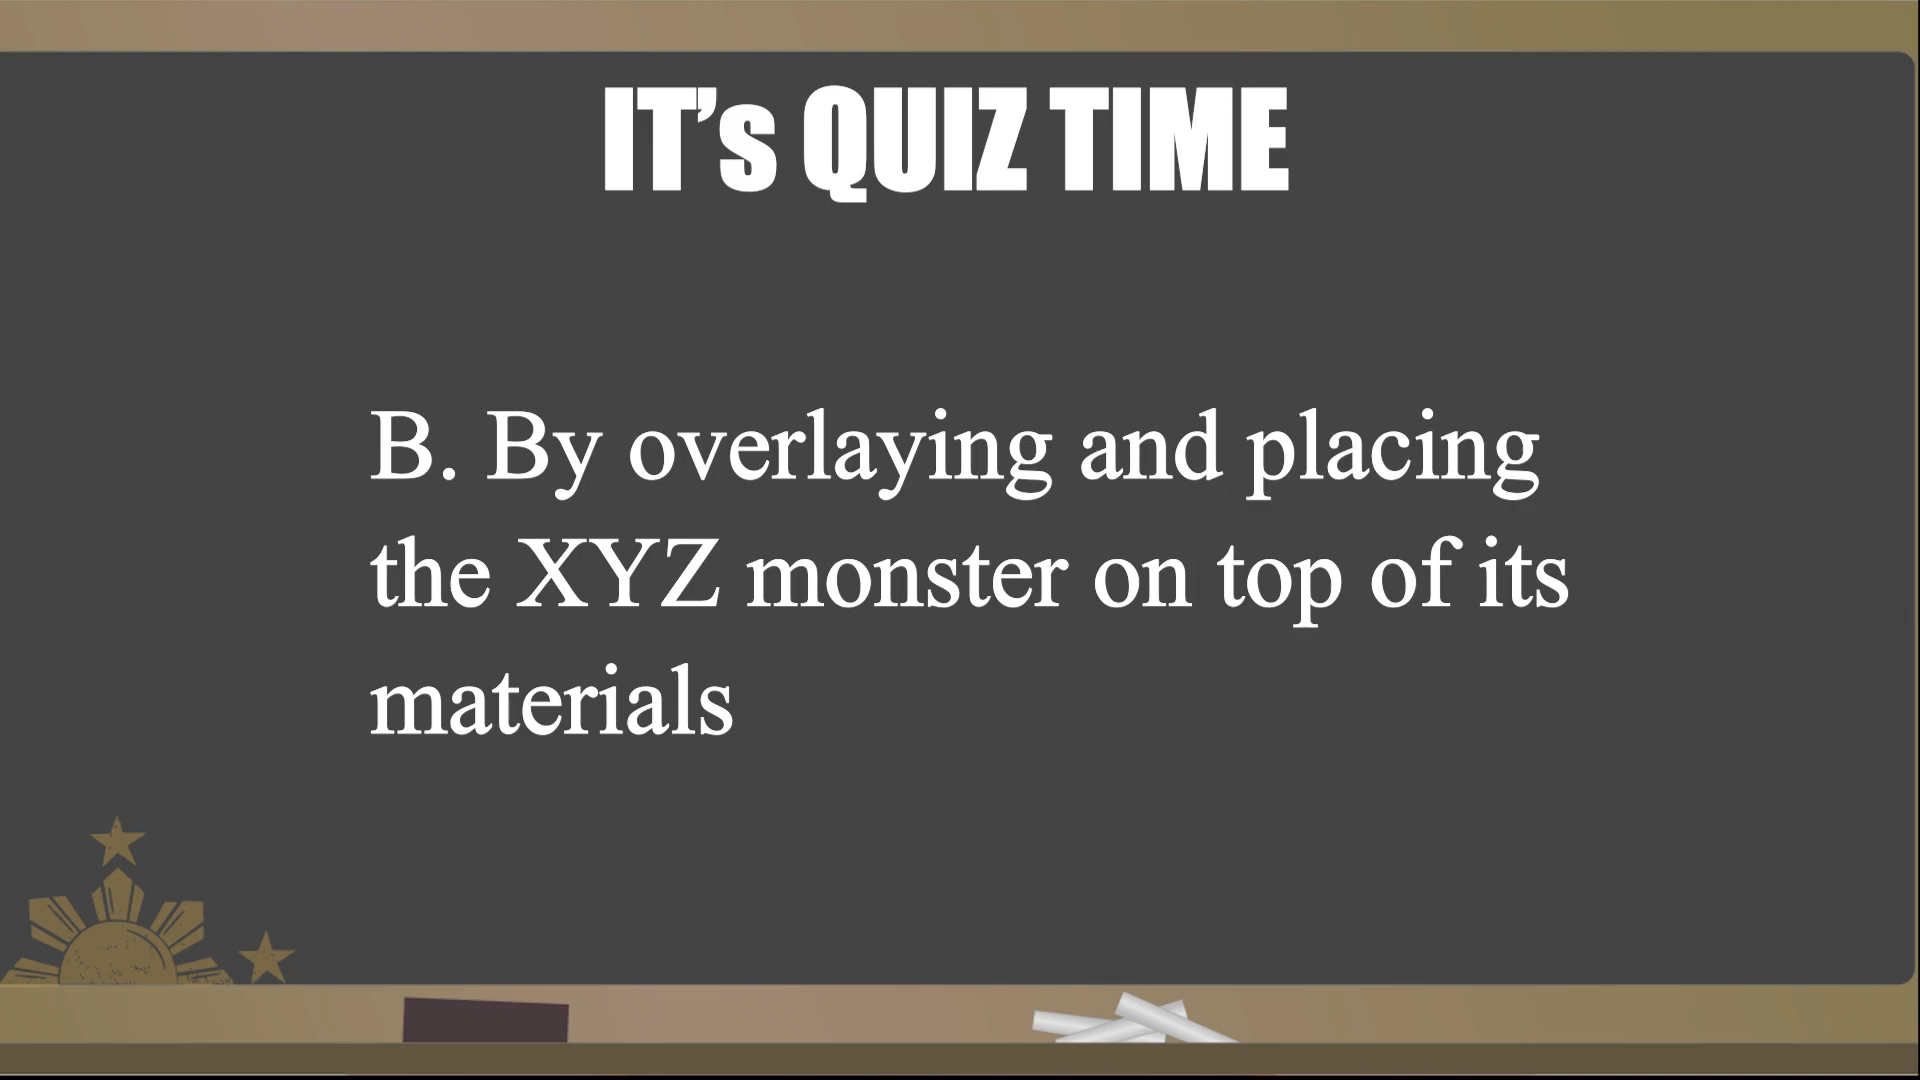 IT’s QUIZ TIME
B. By overlaying and placing
the XYZ monster on top of its
materials